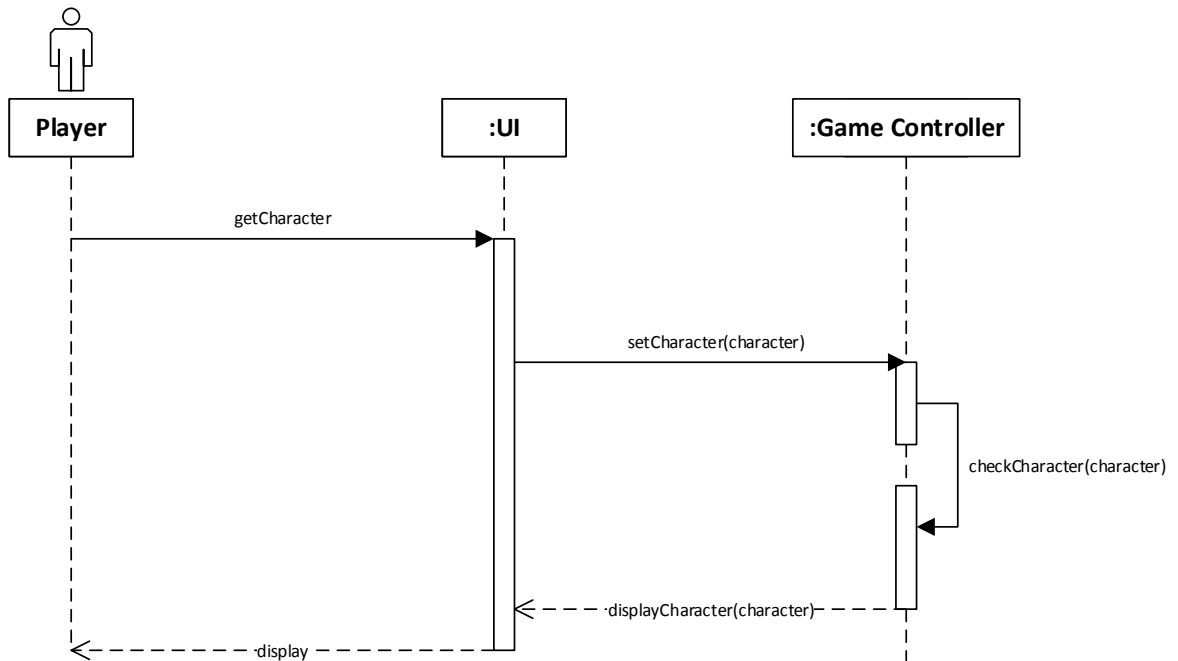 Player
:UI
:Game Controller
getCharacter
setCharacter(character)
checkCharacter(character)
displayCharacter(character)
display